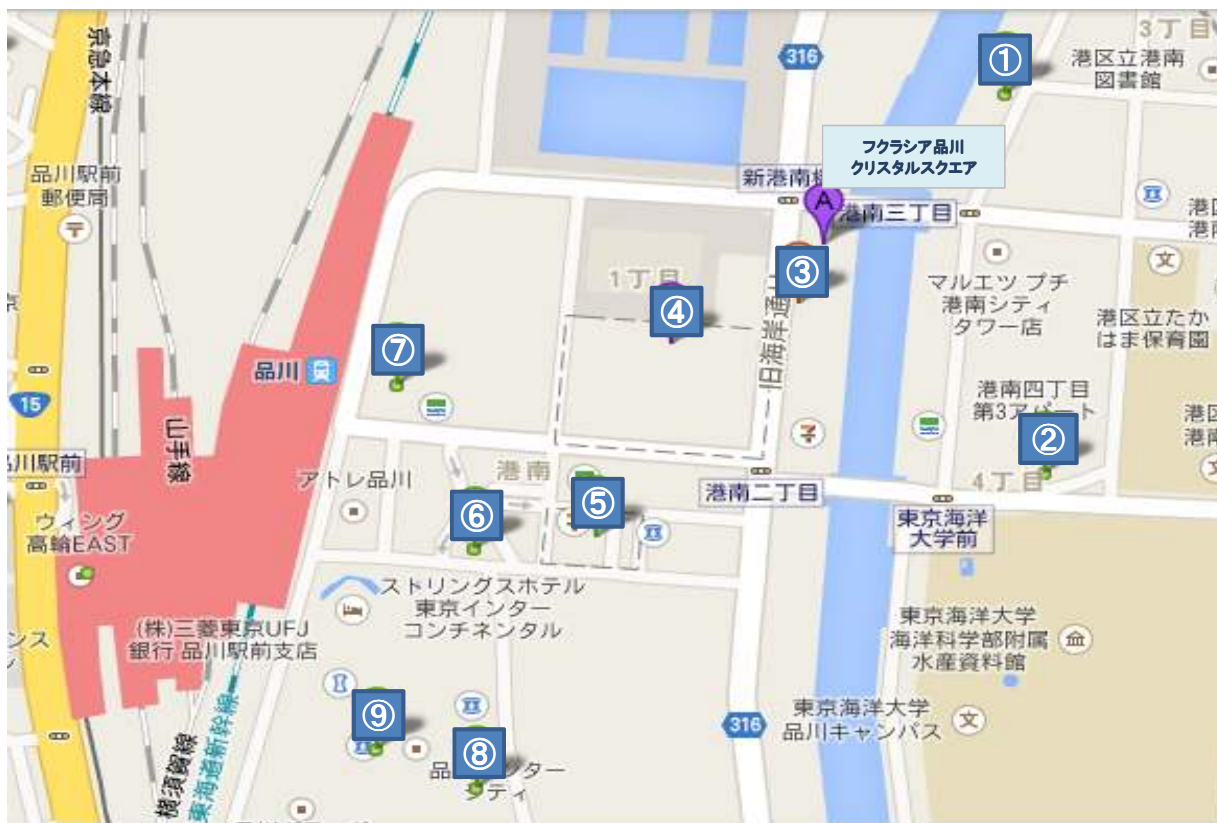 京急本線
316
①
3丁目
港区立港南
図書館
フクラシア品川
クリスタルスクエア
品川駅前
郵便局
新港南橋
A
港南三丁目
文
1丁目
③
マルエツ プチ
港南シティ
タワー店
港区立たか
はま保育園
④
旧海岸通り
⑦
品川
15
山手線
港南四丁目
第3アパート
②
4丁目
港南
アトレ品川
港南二丁目
⑥
⑤
東京海洋
大学前
ウィング
高輪EAST
ストリングスホテル
東京インター
コンチネンタル
(株)三菱東京UFJ
銀行 品川駅前支店
東京海洋大学
海洋科学部附属
水産資料館
⑨
⑧
316
東京海洋大学
品川キャンパス
文
横須賀線
東海道新幹線